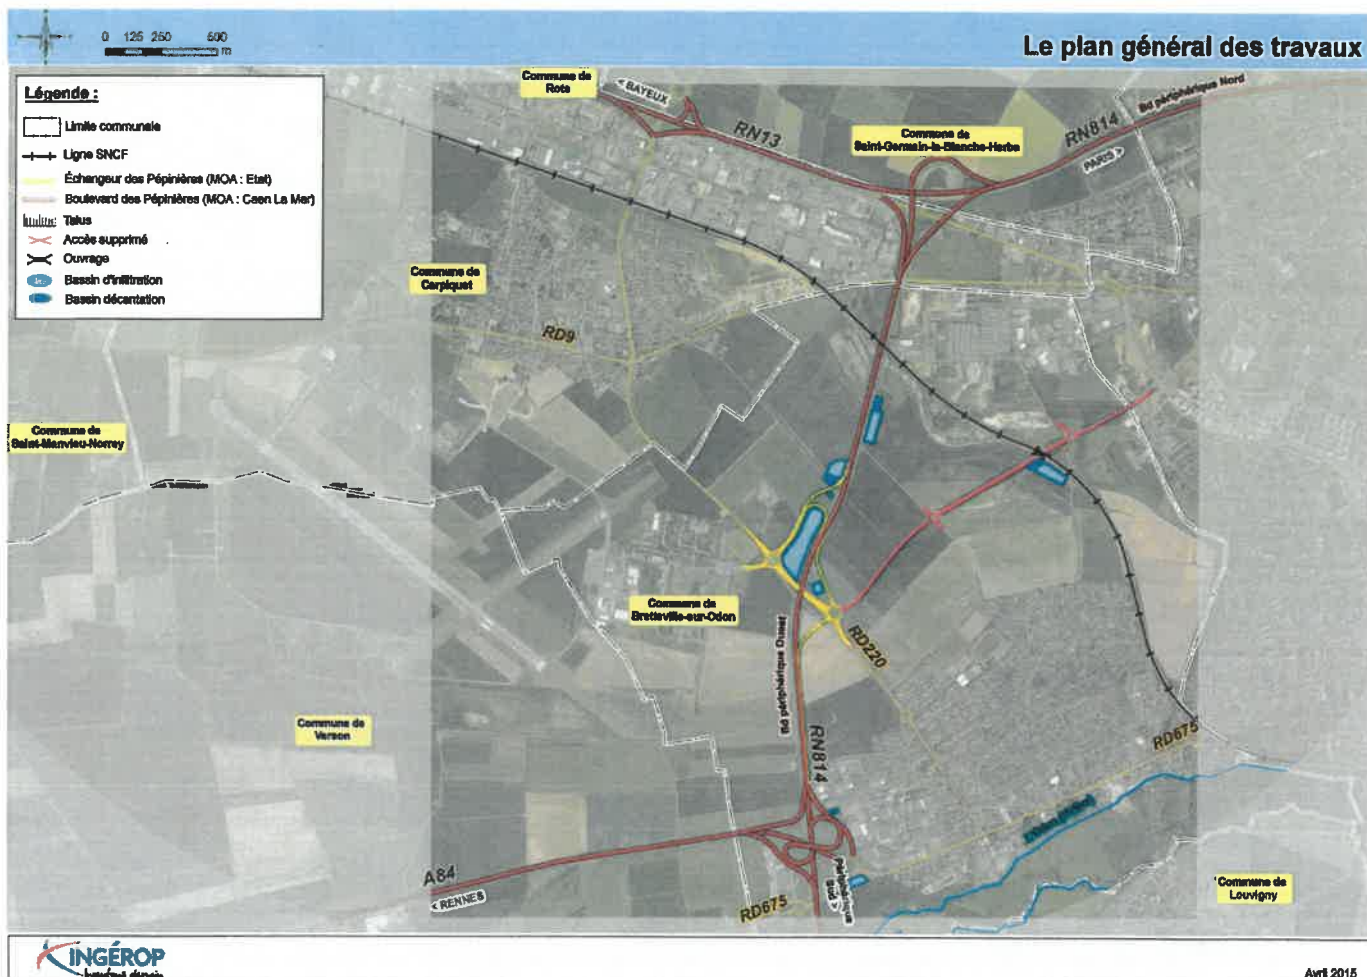 0 125 250 500
m
Le plan général des travaux
Légende :
Limite communale
Ligne SNCF
Échangeur des Pépinières (MOA : Etat)
Boulevard des Pépinières (MOA : Caen La Mer)
Talus
Accès supprimé
Ouvrage
Bassin d'infiltration
Bassin décantation
Commune de
Rots
< BAYEUX
RN13
Commune de
Saint-Germain-la-Blanche-Herbe
RN814
Bd périphérique Nord
PARIS >
Commune de
Carpiquet
RD9
Commune de
Saint-Manvieu-Norrey
Commune de
Bretteville-sur-Odon
Bd périphérique Ouest
RD220
Commune de
Verson
RN814
RD675
A84
< RENNES
RD675
Périphérique
Sud >
Commune de
Louvigny
INGÉROP
Avril 2015